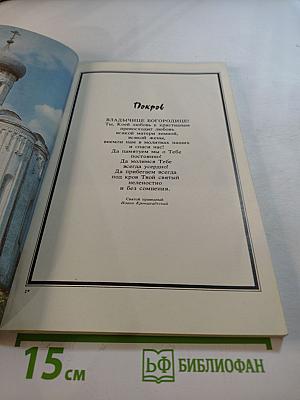 Покров
ВЛАДЫЧИЦЕ БОГОРОДИЦЕ!
Ты, Коей любовь к христианам
превосходит любовь
всякой матери земной,
всякой жены,
внемли нам в молитвах наших
и спаси нас!
Да памятуем мы о Тебе
постоянно!
Да молимся Тебе
всегда усердно!
Да прибегаем всегда
под кров Твой святый
неленостно
и без сомнения.
Святой праведный
Иоанн Кронштадтский
15 см
БФ БИБЛИОФАН